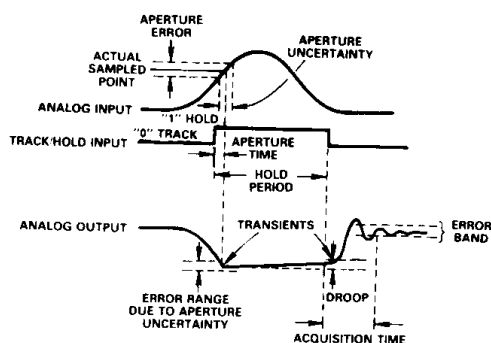 APERTURE
ERROR
ACTUAL
SAMPLED
POINT
APERTURE
UNCERTAINTY
ANALOG INPUT
"1" HOLD
"0" TRACK
TRACK/HOLD INPUT
APERTURE
TIME
HOLD
PERIOD
ANALOG OUTPUT
TRANSIENTS
ERROR
BAND
ERROR RANGE
DUE TO APERTURE
UNCERTAINTY
DROOP
ACQUISITION TIME